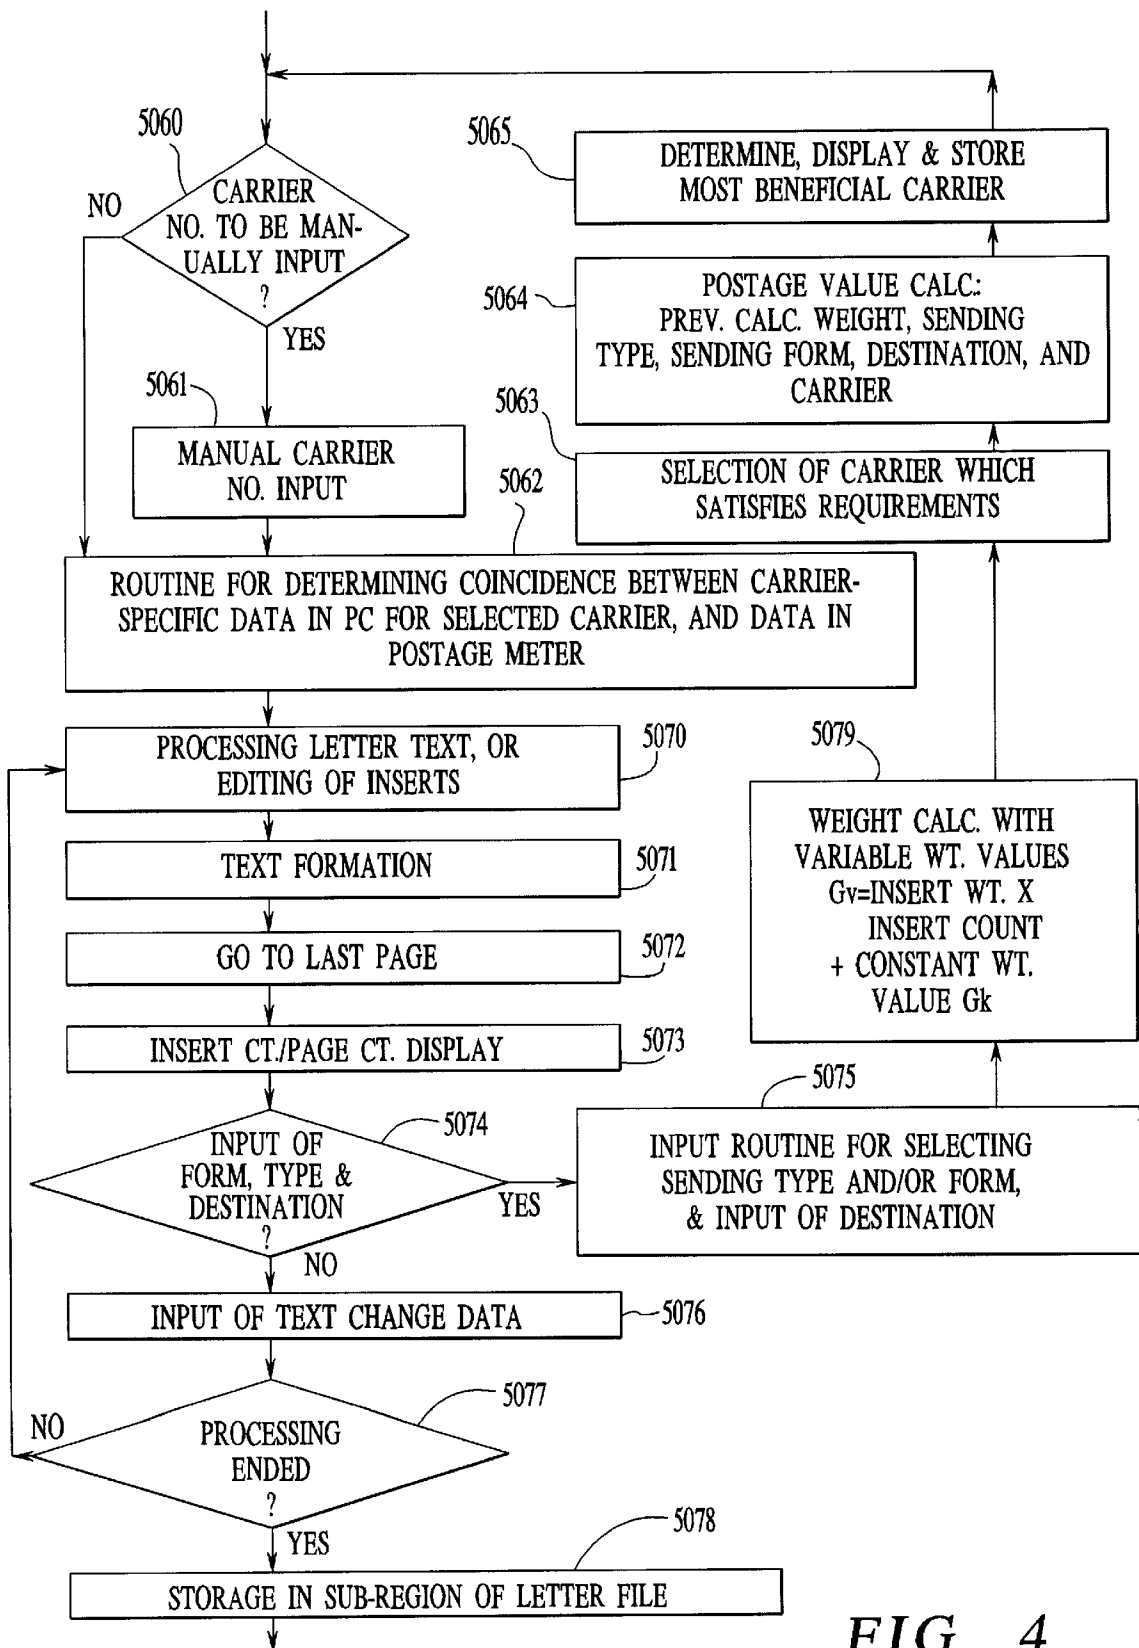 5060
CARRIER
NO. TO BE MAN-
UALLY INPUT
?
NO
YES
5061
MANUAL CARRIER
NO. INPUT
5062
ROUTINE FOR DETERMINING COINCIDENCE BETWEEN CARRIER-
SPECIFIC DATA IN PC FOR SELECTED CARRIER, AND DATA IN
POSTAGE METER
PROCESSING LETTER TEXT, OR
EDITING OF INSERTS
5070
TEXT FORMATION
5071
GO TO LAST PAGE
5072
INSERT CT./PAGE CT. DISPLAY
5073
INPUT OF
FORM, TYPE &
DESTINATION
?
5074
YES
NO
INPUT OF TEXT CHANGE DATA
5076
PROCESSING
ENDED
?
5077
NO
YES
5078
STORAGE IN SUB-REGION OF LETTER FILE
5065
DETERMINE, DISPLAY & STORE
MOST BENEFICIAL CARRIER
5064
POSTAGE VALUE CALC.:
PREV. CALC. WEIGHT, SENDING
TYPE, SENDING FORM, DESTINATION, AND
CARRIER
5063
SELECTION OF CARRIER WHICH
SATISFIES REQUIREMENTS
5079
WEIGHT CALC. WITH
VARIABLE WT. VALUES
Gv=INSERT WT. X
INSERT COUNT
+ CONSTANT WT.
VALUE Gk
5075
INPUT ROUTINE FOR SELECTING
SENDING TYPE AND/OR FORM,
& INPUT OF DESTINATION
FIG. 4